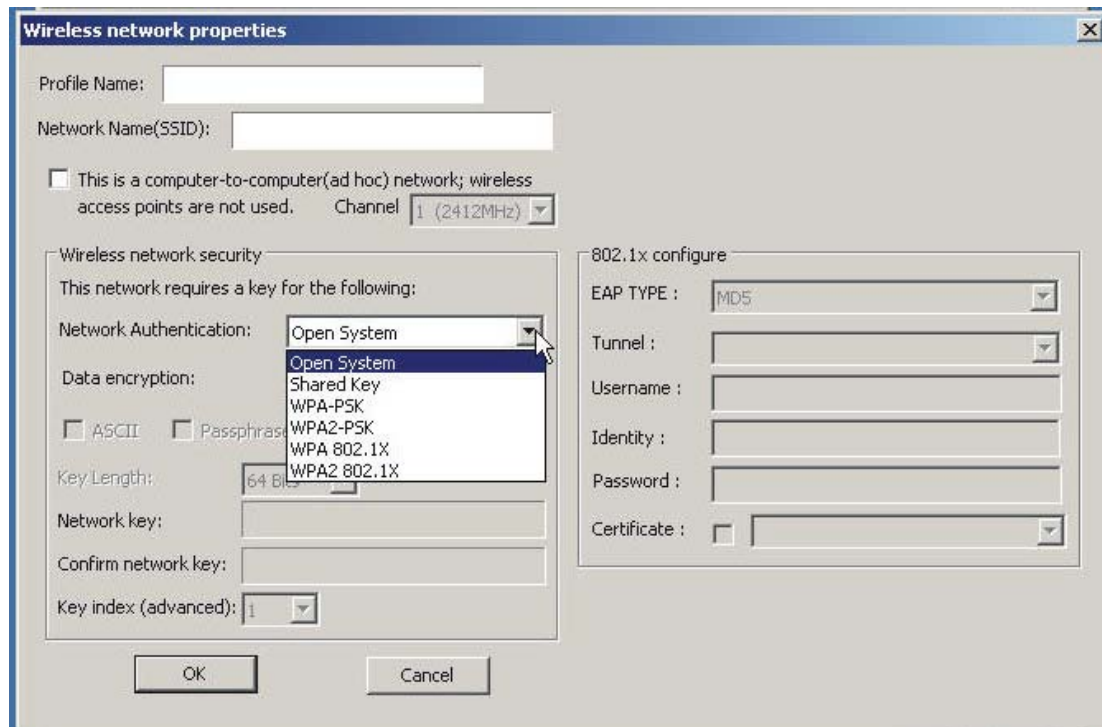 Wireless network properties
Profile Name:
Network Name(SSID):
This is a computer-to-computer(ad hoc) network; wireless
access points are not used. Channel 1 (2412MHz)
Wireless network security
This network requires a key for the following:
Network Authentication: Open System
Open System
Shared Key
WPA-PSK
WPA2-PSK
WPA 802.1X
WPA2 802.1X
Data encryption:
ASCII Passphrase
Key Length: 64 Bits
Network key:
Confirm network key:
Key index (advanced): 1
802.1x configure
EAP TYPE : MD5
Tunnel :
Username :
Identity :
Password :
Certificate :
OK Cancel